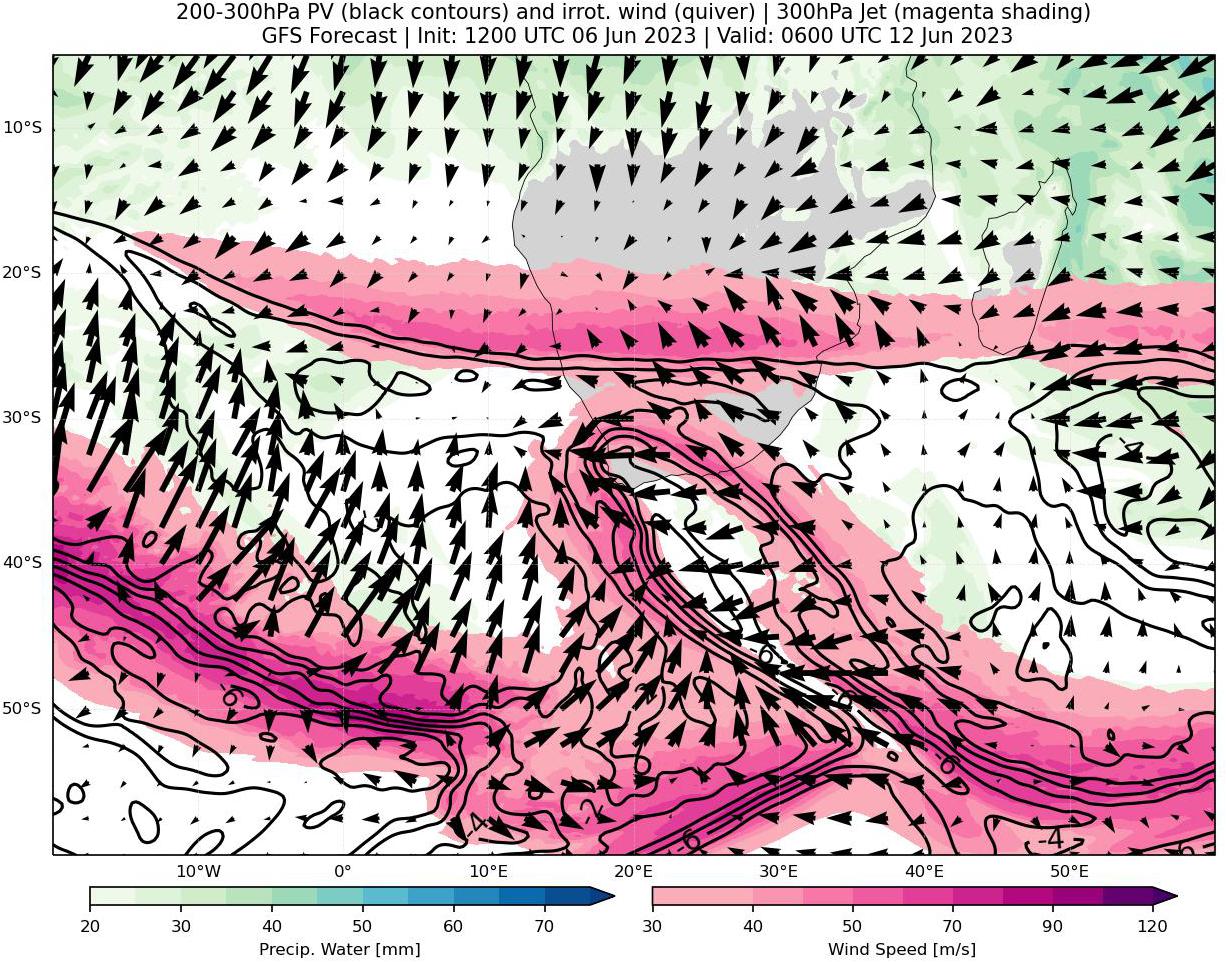 200-300hPa PV (black contours) and irrot. wind (quiver) | 300hPa Jet (magenta shading)
GFS Forecast | Init: 1200 UTC 06 Jun 2023 | Valid: 0600 UTC 12 Jun 2023
10°S
20°S
30°S
40°S
50°S
-4
-6
-6
-6
-6
-2
-4
-6
-4
10°W 0° 10°E 20°E 30°E 40°E 50°E
20 30 40 50 60 70
Precip. Water [mm]
30 40 50 70 90 120
Wind Speed [m/s]